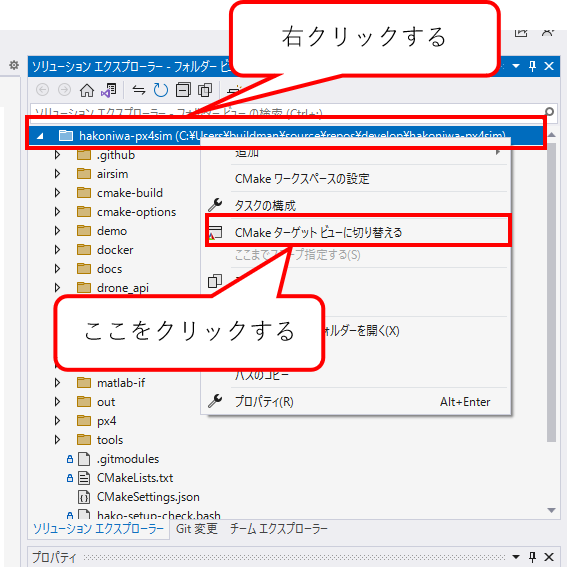 右クリックする
ソリューション エクスプローラー - フォルダー ビュ
ソリューション エクスプローラー - フォルダー ビューの検索 (Ctrl+;)
hakoniwa-px4sim (C:¥Users¥buildman¥source¥repos¥develop¥hakoniwa-px4sim)
.github
追加
airsim
CMake ワークスペースの設定
cmake-build
タスクの構成
cmake-options
demo
CMake ターゲット ビューに切り替える
docker
ここまでスコープ指定する(S)
docs
drone_api
ここをクリックする
ォルダーを開く(X)
パスのコピー
matlab-if
out
プロパティ(R) Alt+Enter
px4
tools
.gitmodules
CMakeLists.txt
CMakeSettings.json
hako-setup-check.bash
ソリューション エクスプローラー Git 変更 チーム エクスプローラー
プロパティ